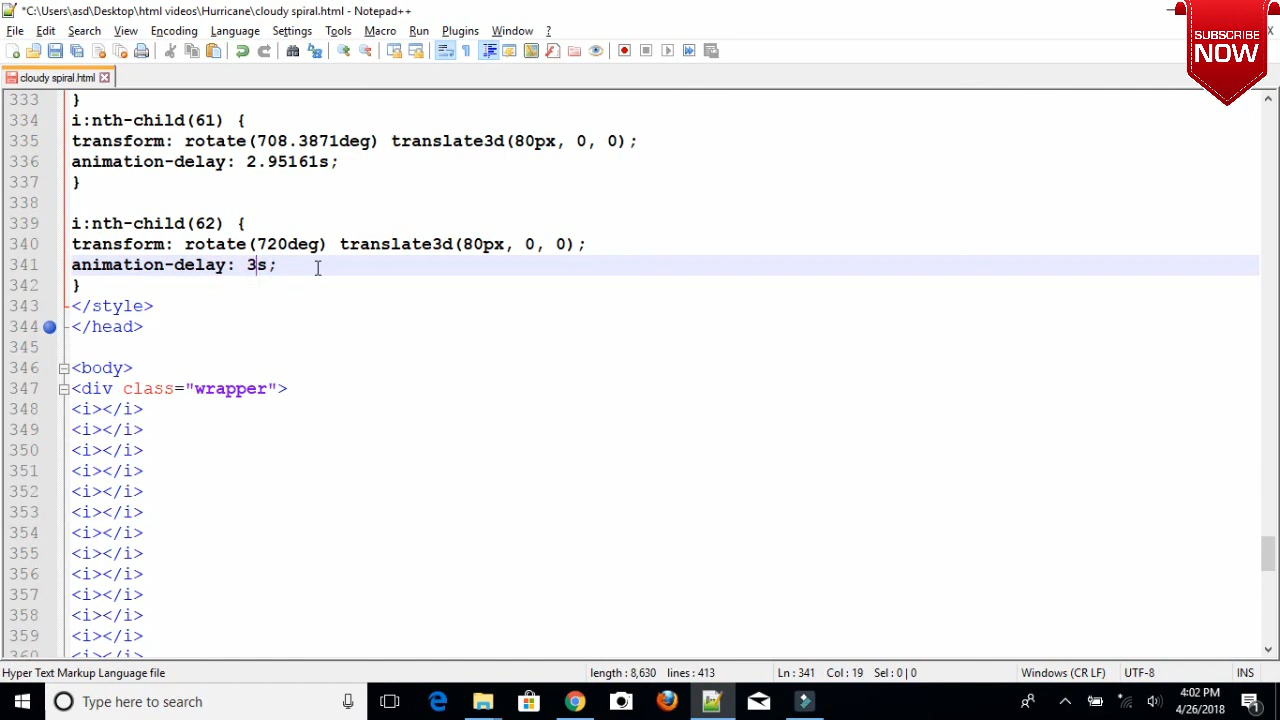 *C:\Users\asd\Desktop\html videos\Hurricane\cloudy spiral.html - Notepad++
File Edit Search View Encoding Language Settings Tools Macro Run Plugins Window ?
SUBSCRIBE
NOW
cloudy spiral.html
333 }
334 i:nth-child(61) {
335 transform: rotate(708.3871deg) translate3d(80px, 0, 0);
336 animation-delay: 2.95161s;
337 }
338
339 i:nth-child(62) {
340 transform: rotate(720deg) translate3d(80px, 0, 0);
341 animation-delay: 3s;
342 }
343 </style>
344 </head>
345
346 <body>
347 <div class="wrapper">
348 <i></i>
349 <i></i>
350 <i></i>
351 <i></i>
352 <i></i>
353 <i></i>
354 <i></i>
355 <i></i>
356 <i></i>
357 <i></i>
358 <i></i>
359 <i></i>
360 <i></i>
Hyper Text Markup Language file length : 8,630 lines : 413 Ln : 341 Col : 19 Sel : 0 | 0 Windows (CR LF) UTF-8 INS
Type here to search
4:02 PM
4/26/2018
1